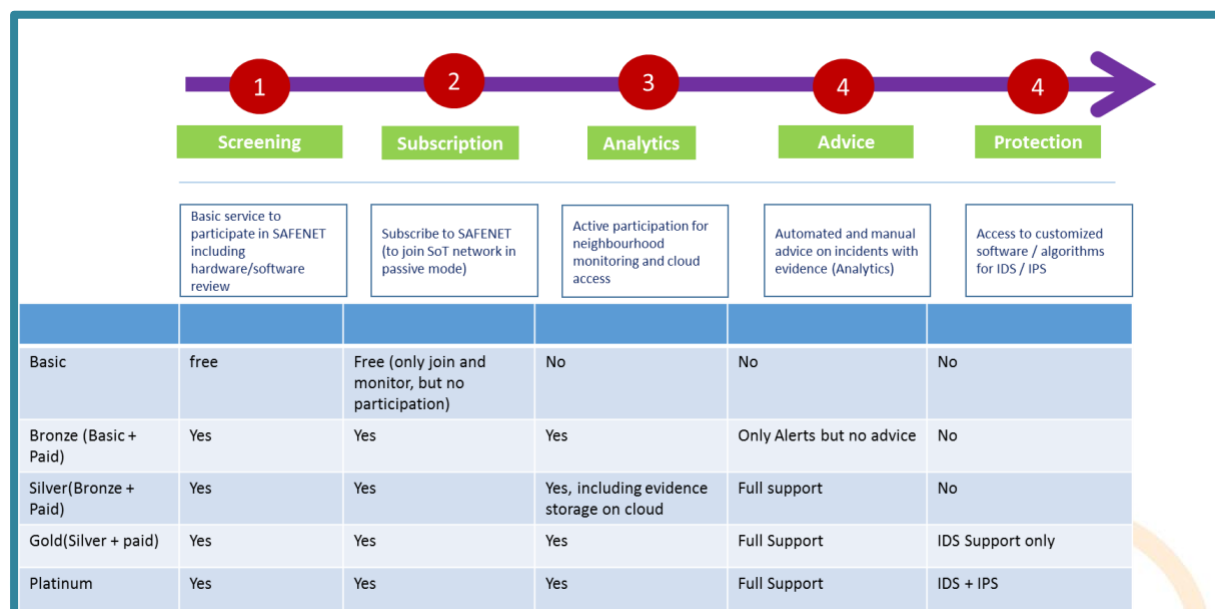 1
2
3
4
4
Screening
Subscription
Analytics
Advice
Protection
Basic service to
participate in SAFENET
including
hardware/software
review
Subscribe to SAFENET
(to join SoT network in
passive mode)
Active participation for
neighbourhood
monitoring and cloud
access
Automated and manual
advice on incidents with
evidence (Analytics)
Access to customized
software / algorithms
for IDS / IPS
Basic
free
Free (only join and
monitor, but no
participation)
No
No
No
Bronze (Basic +
Paid)
Yes
Yes
Yes
Only Alerts but no advice
No
Silver(Bronze +
Paid)
Yes
Yes
Yes, including evidence
storage on cloud
Full support
No
Gold(Silver + paid)
Yes
Yes
Yes
Full Support
IDS Support only
Platinum
Yes
Yes
Yes
Full Support
IDS + IPS